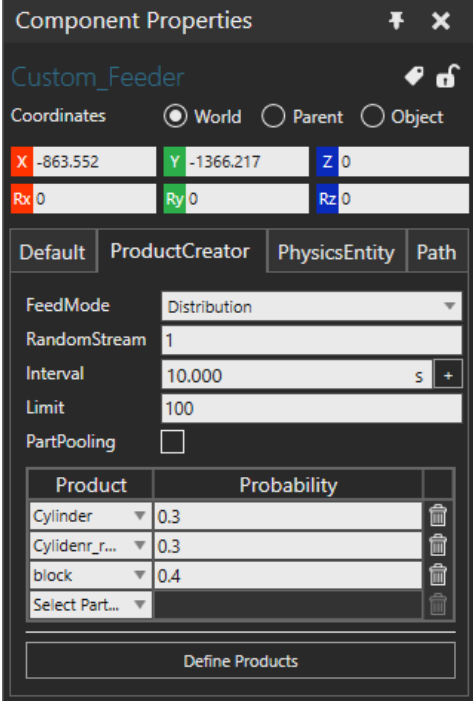 Component Properties
Custom_Feeder
Coordinates World Parent Object
X -863.552 Y -1366.217 Z 0
Rx 0 Ry 0 Rz 0
Default ProductCreator PhysicsEntity Path
FeedMode Distribution
RandomStream 1
Interval 10.000 s +
Limit 100
PartPooling
Product Probability
Cylinder 0.3
Cylidenr_r... 0.3
block 0.4
Select Part...
Define Products